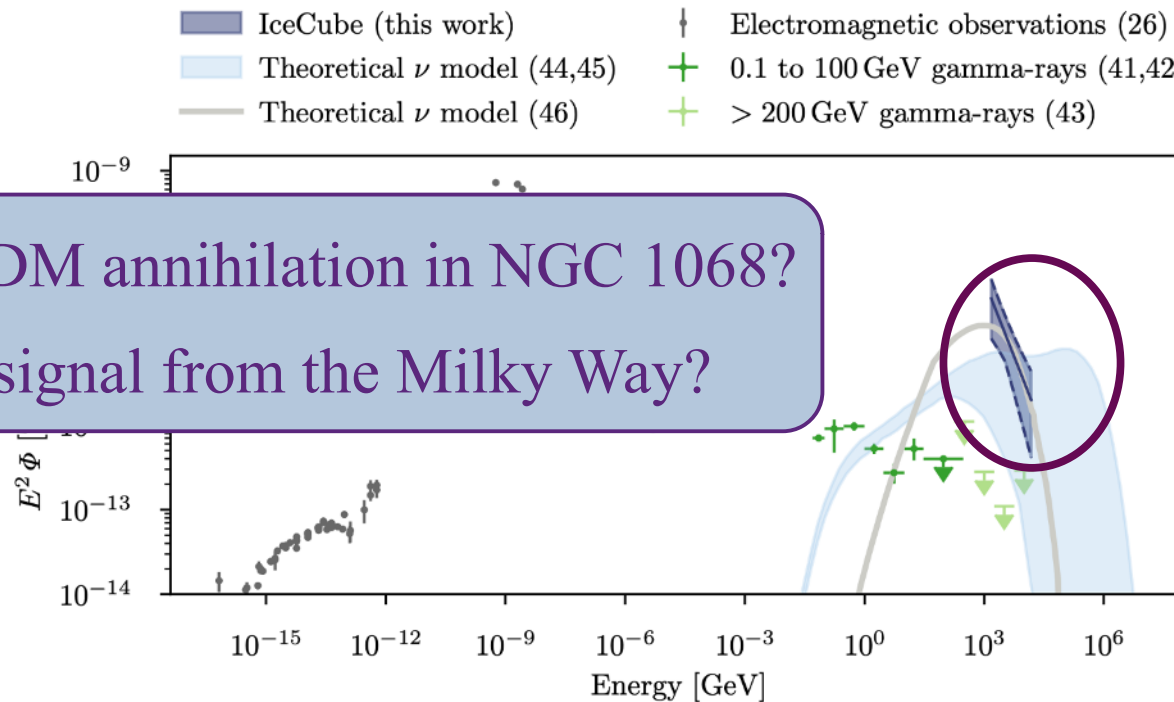 IceCube (this work)
Theoretical ν model (44,45)
Theoretical ν model (46)
Electromagnetic observations (26)
0.1 to 100 GeV gamma-rays (41,42
> 200 GeV gamma-rays (43)
10⁻⁹
DM annihilation in NGC 1068?
signal from the Milky Way?
E² Φ [
10⁻¹³
10⁻¹⁴
10⁻¹⁵ 10⁻¹² 10⁻⁹ 10⁻⁶ 10⁻³ 10⁰ 10³ 10⁶
Energy [GeV]